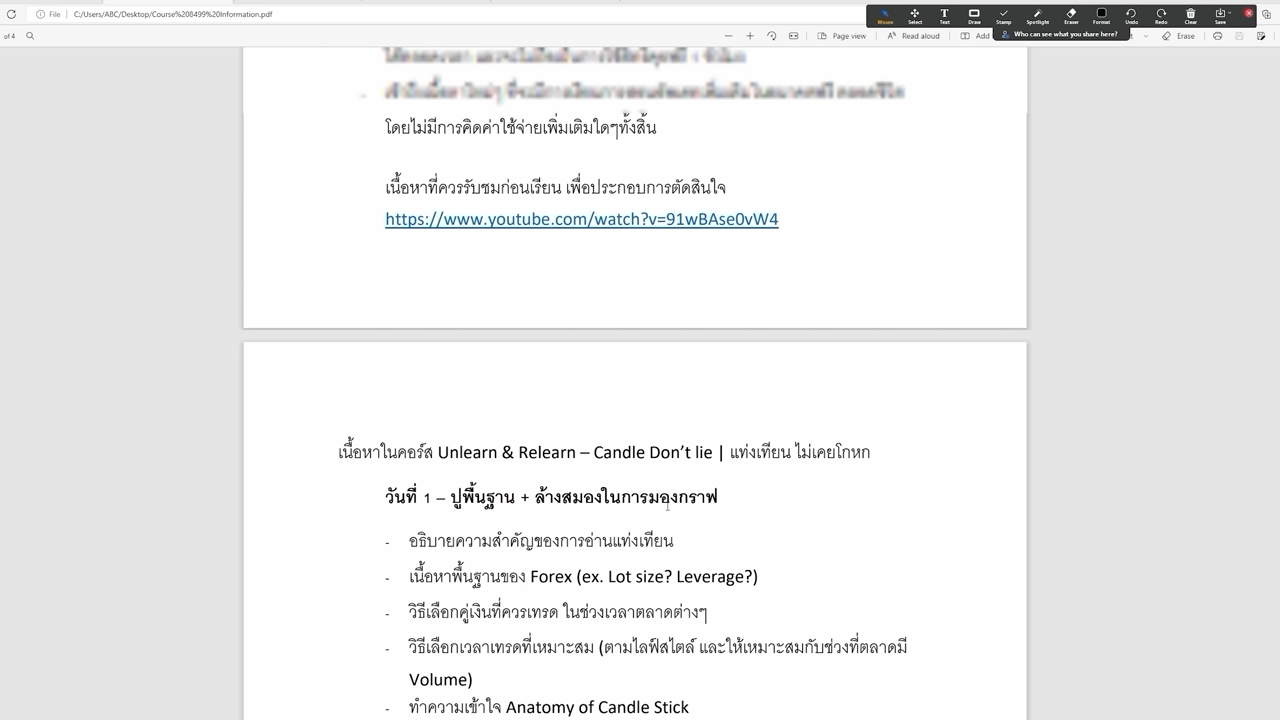 File
C:/Users/ABC/Desktop/Course%208499%20Information.pdf
Mouse Select Text Draw Stamp Spotlight Eraser Format Undo Redo Clear Save
of 4
Page view Read aloud Add Erase
Who can see what you share here?
โดยไม่มีการคิดค่าใช้จ่ายเพิ่มเติมใดๆทั้งสิ้น
เนื้อหาที่ควรรับชมก่อนเรียน เพื่อประกอบการตัดสินใจ
https://www.youtube.com/watch?v=91wBAse0vW4
เนื้อหาในคอร์ส Unlearn & Relearn – Candle Don’t lie | แท่งเทียน ไม่เคยโกหก
วันที่ 1 – ปูพื้นฐาน + ล้างสมองในการมองกราฟ
- อธิบายความสำคัญของการอ่านแท่งเทียน
- เนื้อหาพื้นฐานของ Forex (ex. Lot size? Leverage?)
- วิธีเลือกคู่เงินที่ควรเทรด ในช่วงเวลาตลาดต่างๆ
- วิธีเลือกเวลาเทรดที่เหมาะสม (ตามไลฟ์สไตล์ และให้เหมาะสมกับช่วงที่ตลาดมี
Volume)
- ทำความเข้าใจ Anatomy of Candle Stick